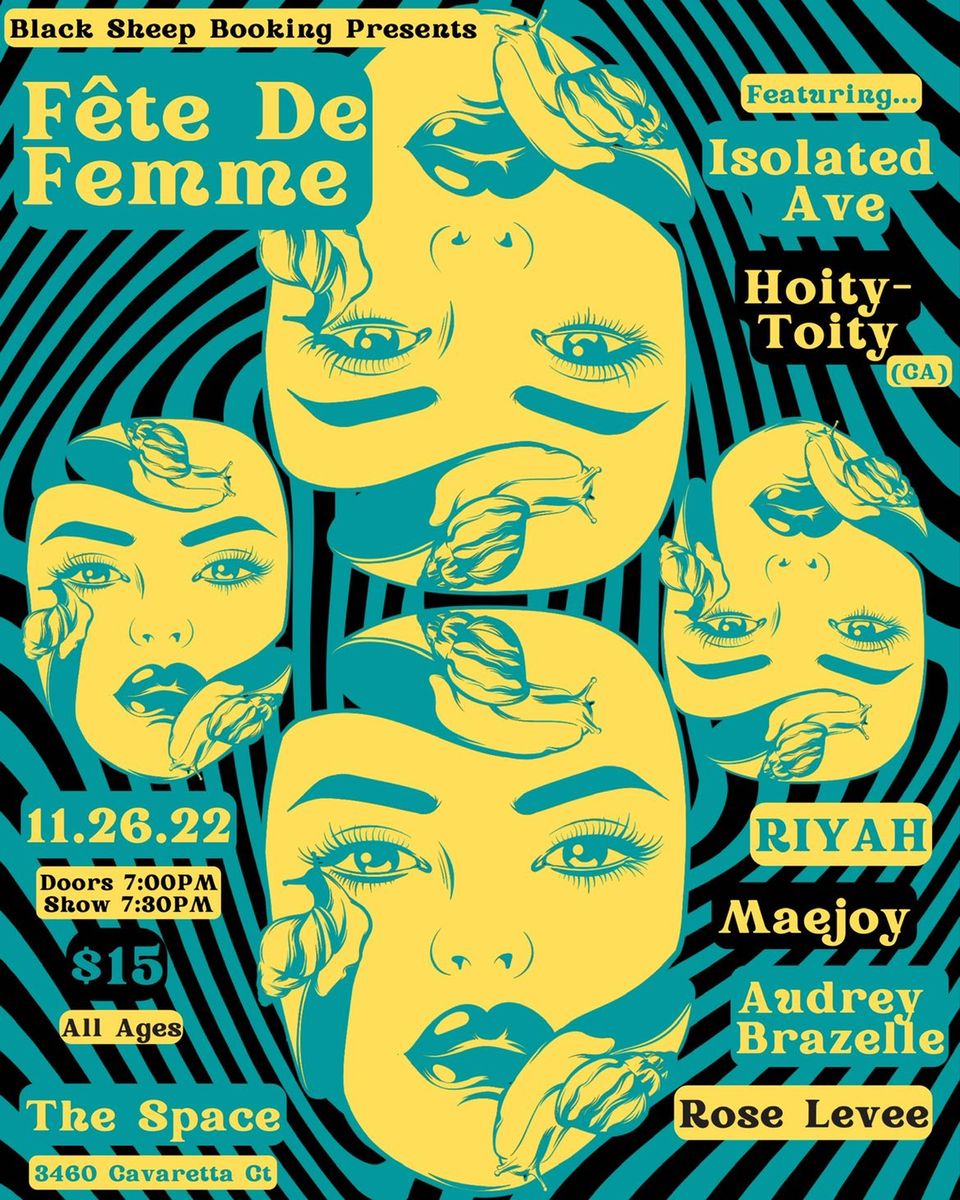 Black Sheep Booking Presents
Fête De
Femme
Featuring...
Isolated
Ave
Hoity-
Toity
(CA)
11.26.22
Doors 7:00PM
Show 7:30PM
$15
All Ages
The Space
3460 Cavaretta Ct
RIYAH
Maejoy
Audrey
Brazelle
Rose Levee